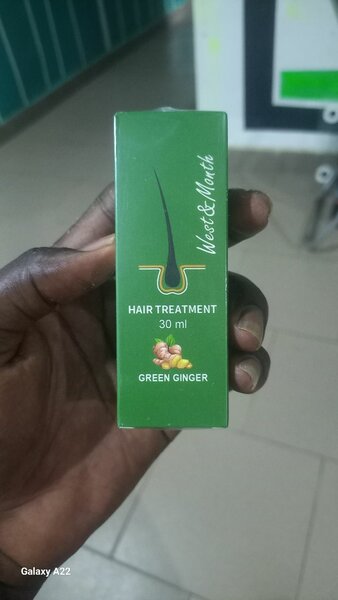 West & Month
HAIR TREATMENT
30 ml
GREEN GINGER
Galaxy A22